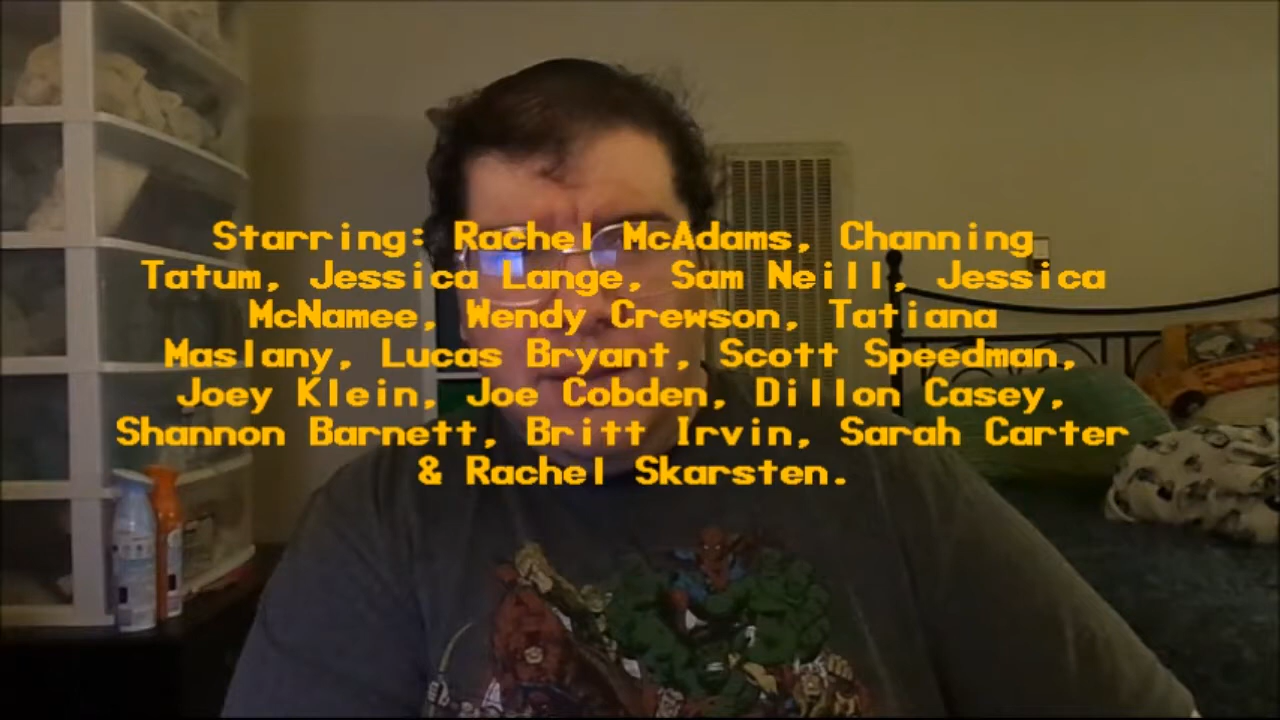 Starring: Rachel McAdams, Channing
Tatum, Jessica Lange, Sam Neill, Jessica
McNamee, Wendy Crewson, Tatiana
Maslany, Lucas Bryant, Scott Speedman,
Joey Klein, Joe Cobden, Dillon Casey,
Shannon Barnett, Britt Irvin, Sarah Carter
& Rachel Skarsten.